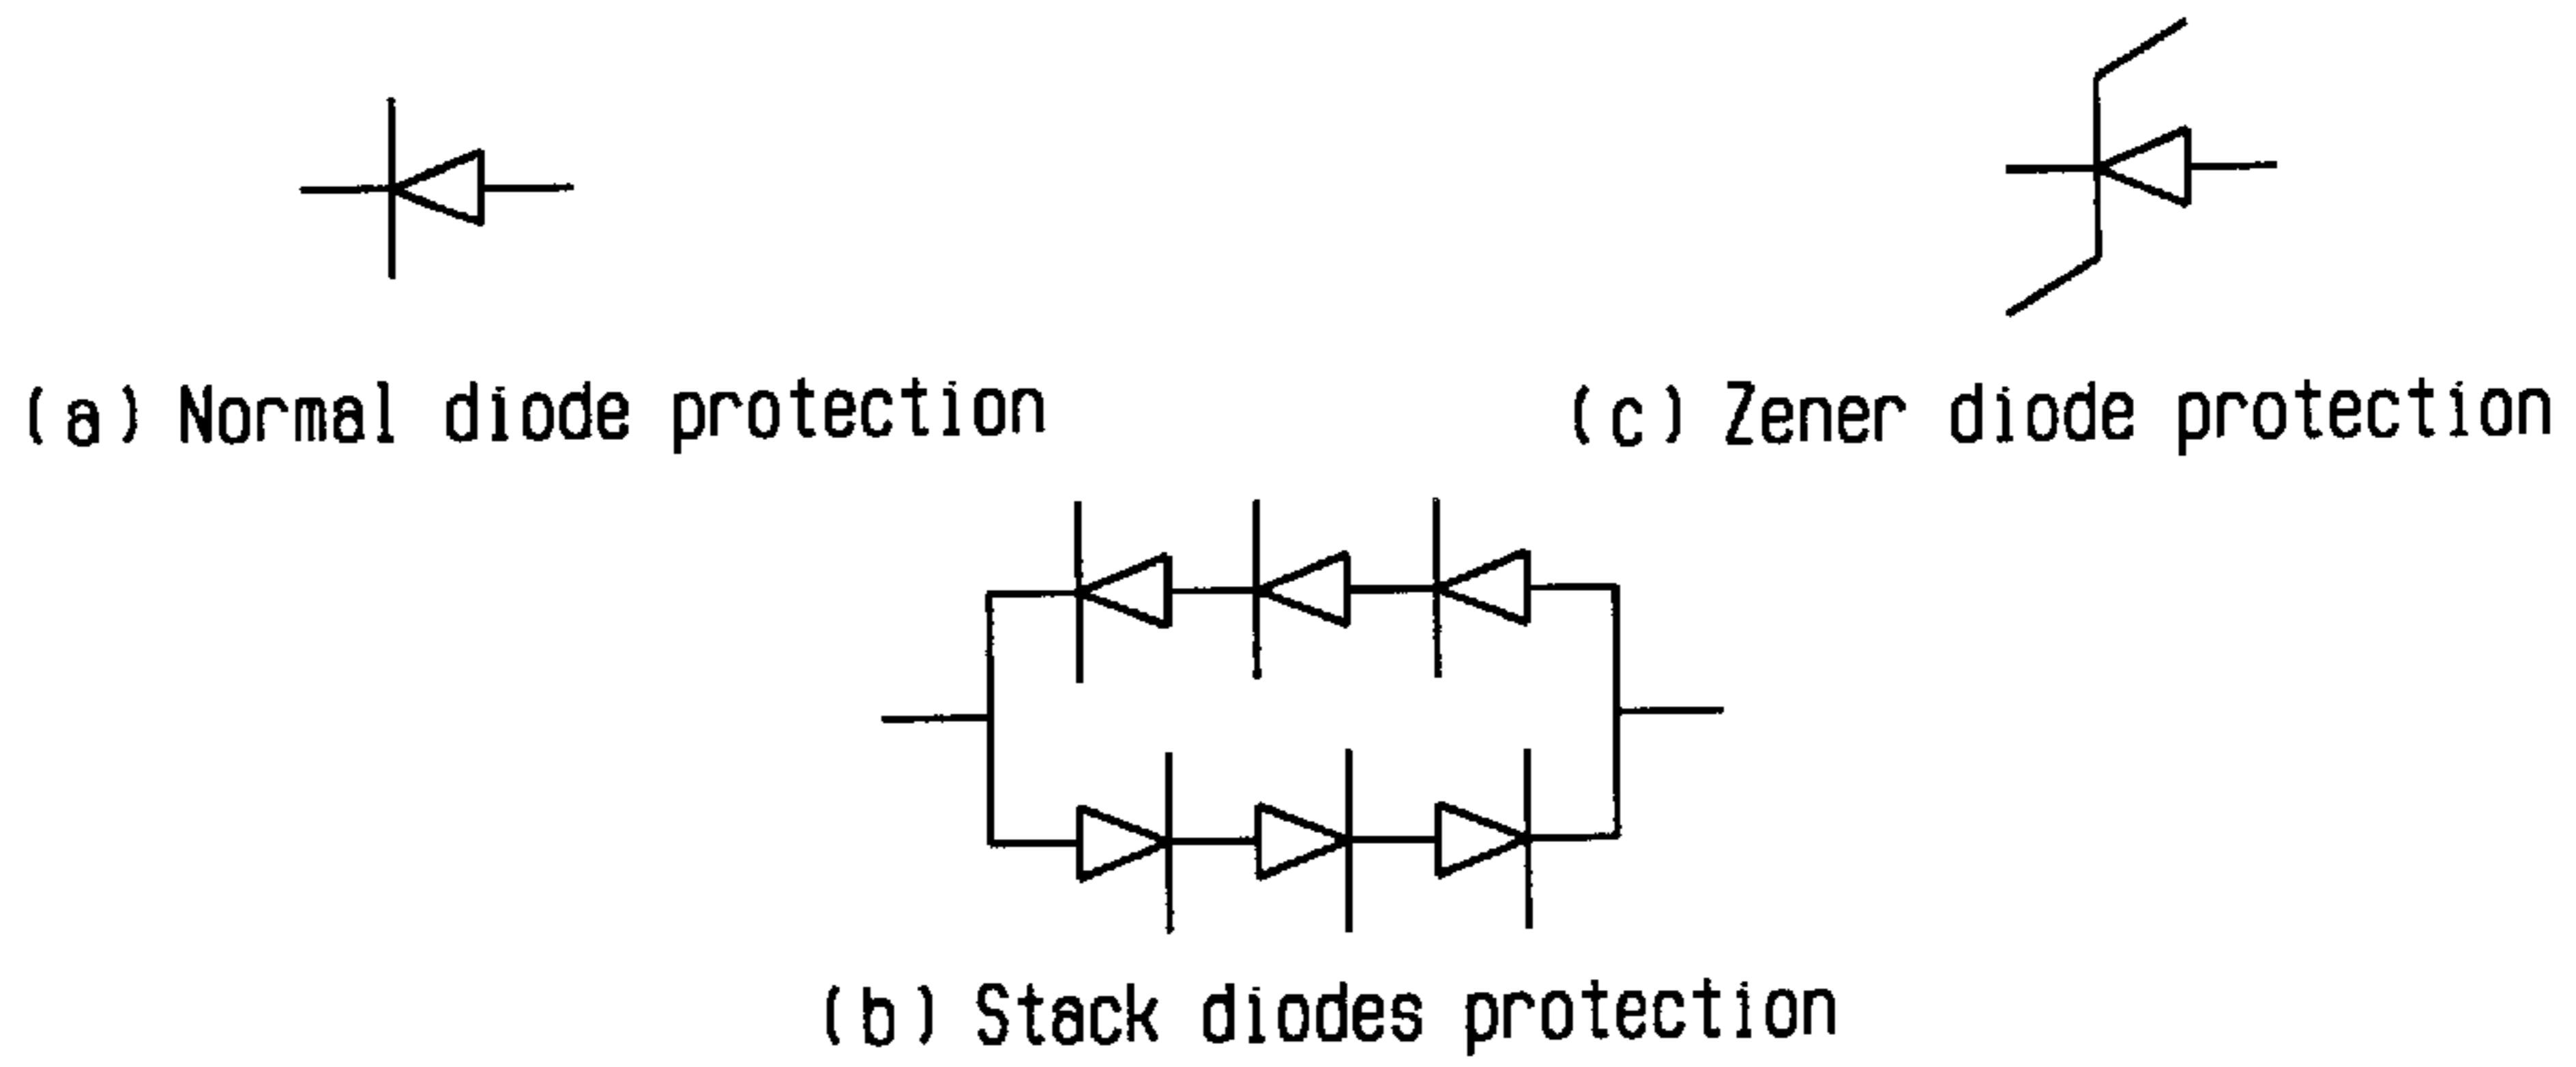 (a) Normal diode protection
(c) Zener diode protection
(b) Stack diodes protection